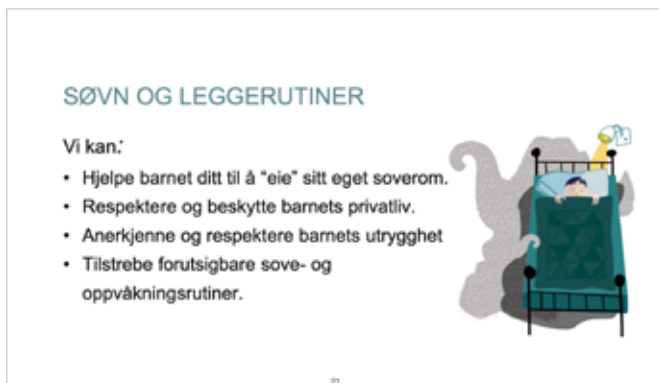 SØVN OG LEGGERUTINER
Vi kan:
• Hjelpe barnet ditt til å “eie” sitt eget soverom.
• Respektere og beskytte barnets privatliv.
• Anerkjenne og respektere barnets utrygghet
• Tilstrebe forutsigbare sove- og
oppvåkningsrutiner.